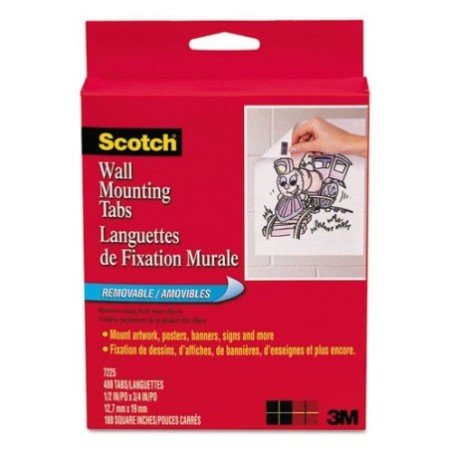 Scotch
Wall
Mounting
Tabs
Languettes
de Fixation Murale
REMOVABLE / AMOVIBLES
• Mount artwork, posters, banners, signs and more
• Fixation de dessins, d'affiches, de bannières, d'enseignes et plus encore.
7225
480 TABS/LANGUETTES
1/2 IN/PO x 3/4 IN/PO
12,7 mm x 19 mm
180 SQUARE INCHES/POUCES CARRÉS
3M